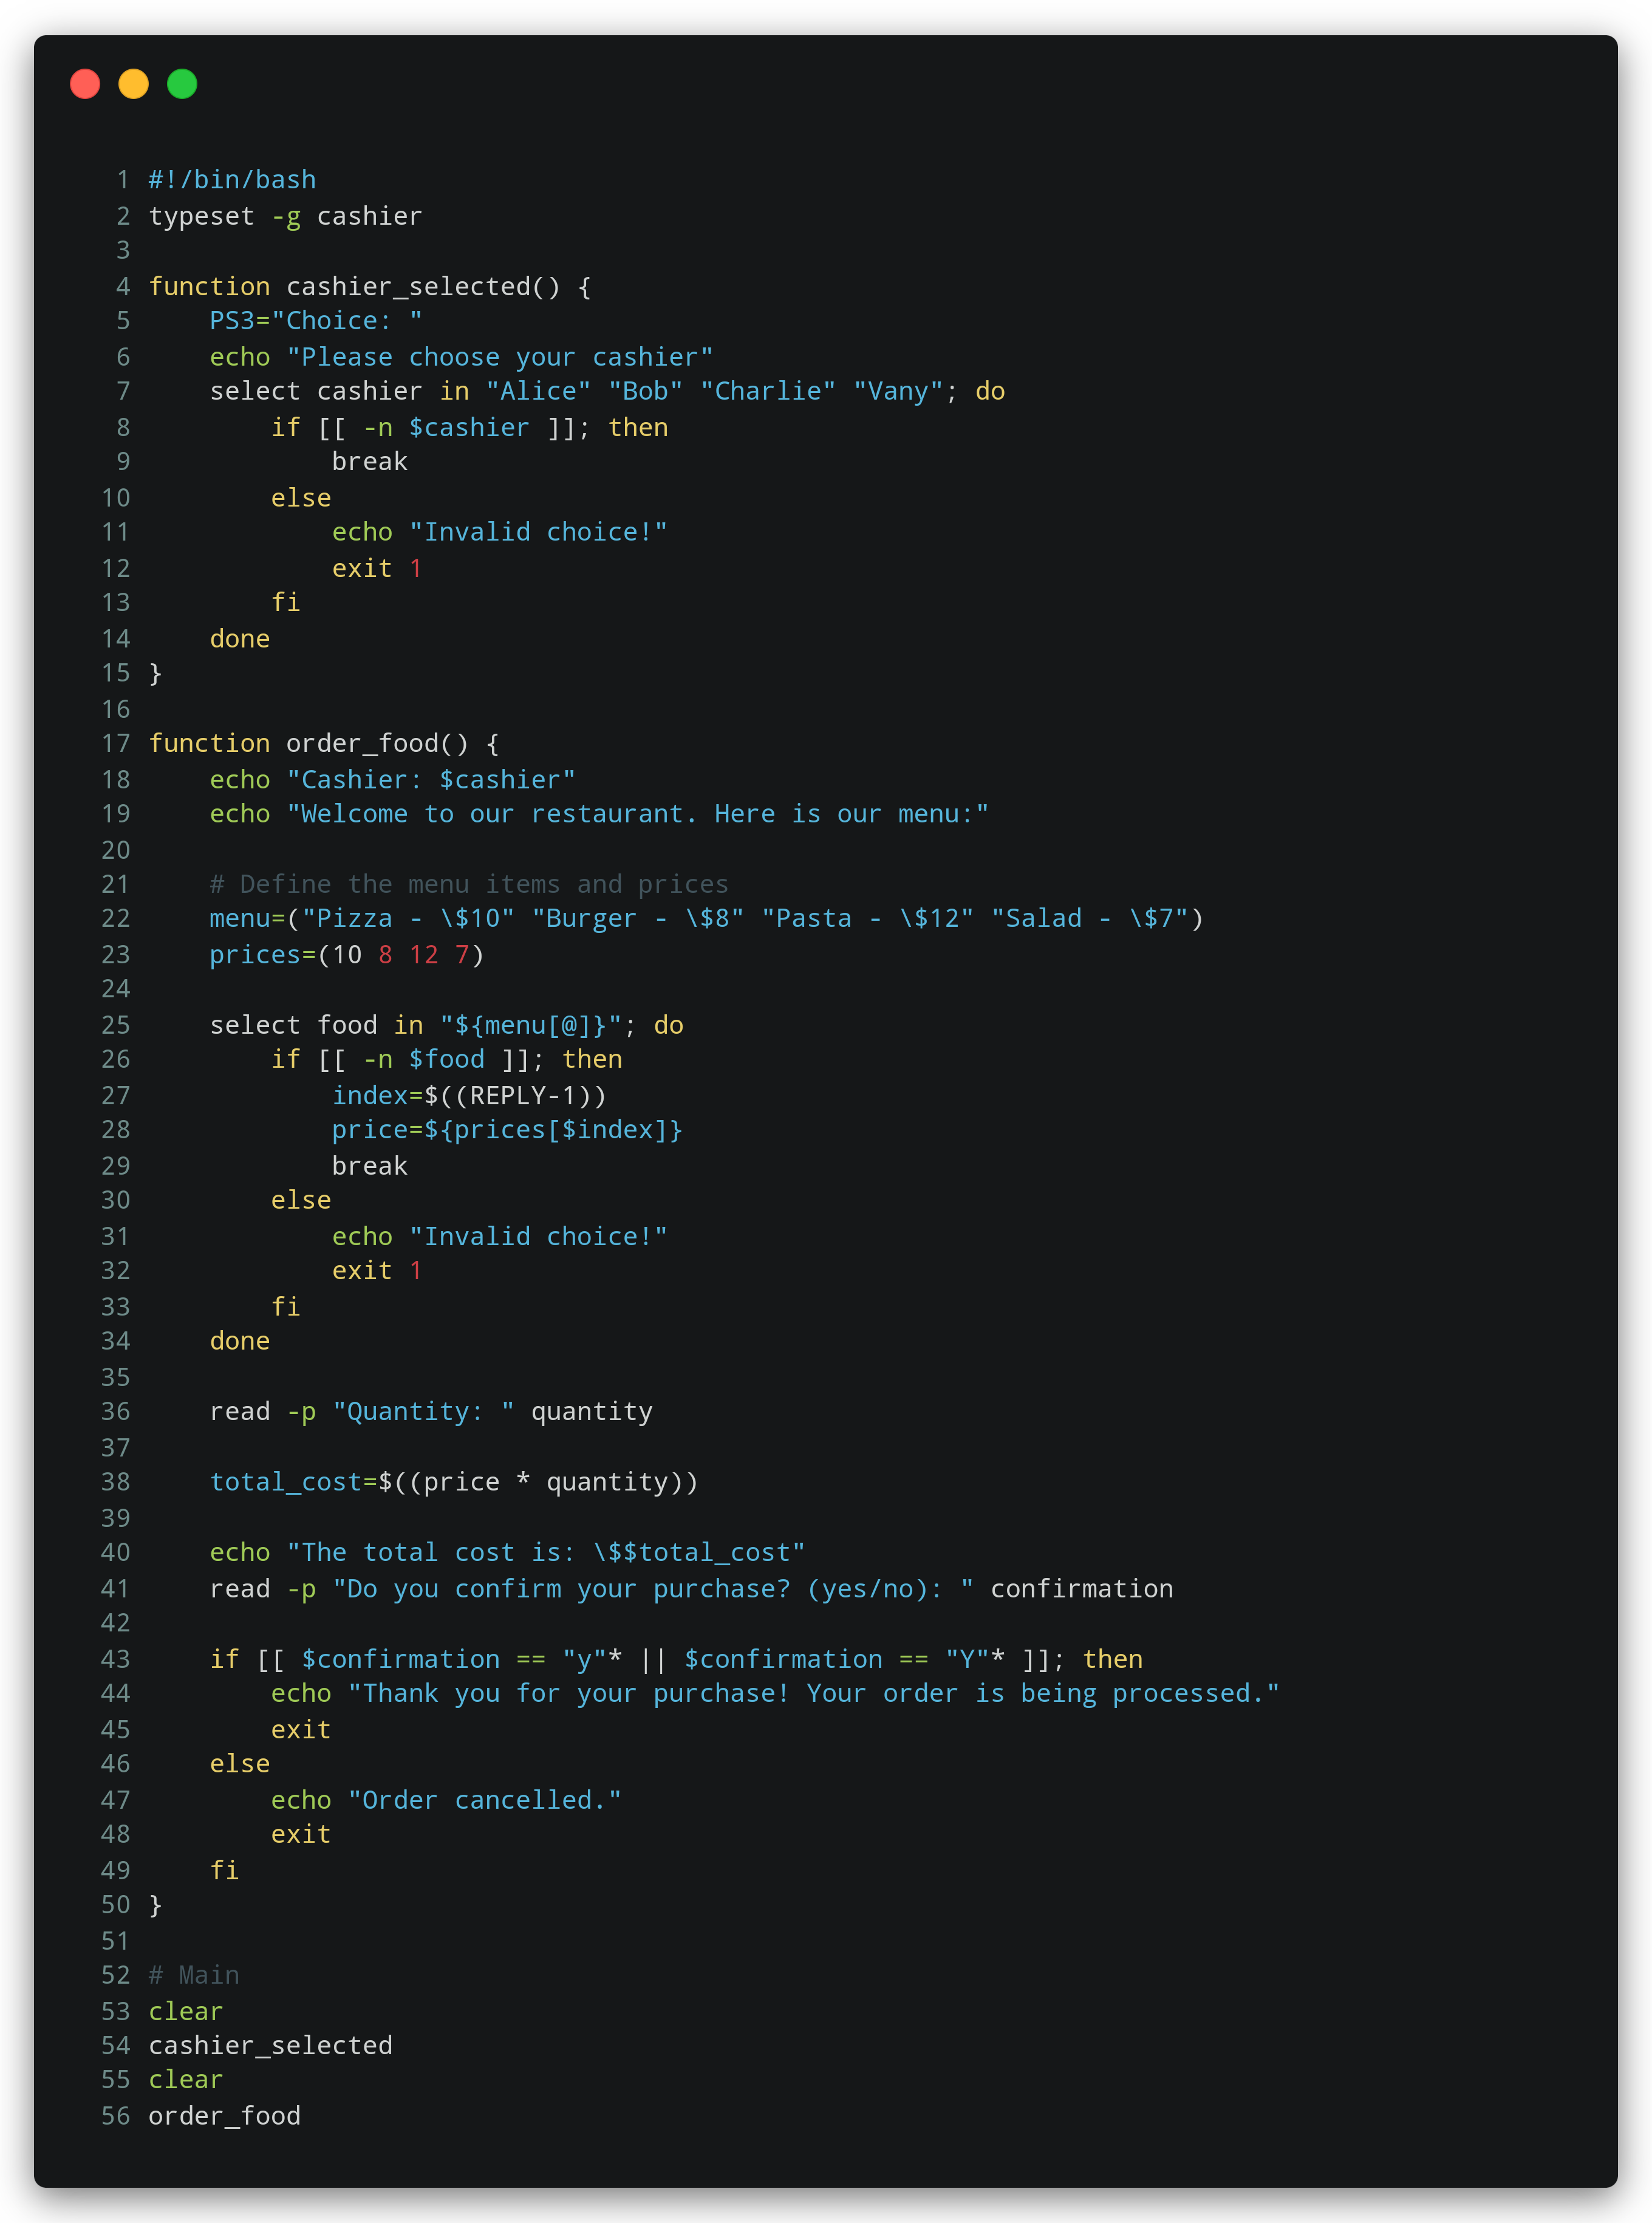 1 #!/bin/bash
2 typeset -g cashier
3
4 function cashier_selected() {
5     PS3="Choice: "
6     echo "Please choose your cashier"
7     select cashier in "Alice" "Bob" "Charlie" "Vany"; do
8         if [[ -n $cashier ]]; then
9             break
10         else
11             echo "Invalid choice!"
12             exit 1
13         fi
14     done
15 }
16
17 function order_food() {
18     echo "Cashier: $cashier"
19     echo "Welcome to our restaurant. Here is our menu:"
20
21     # Define the menu items and prices
22     menu=("Pizza - \$10" "Burger - \$8" "Pasta - \$12" "Salad - \$7")
23     prices=(10 8 12 7)
24
25     select food in "${menu[@]}"; do
26         if [[ -n $food ]]; then
27             index=$((REPLY-1))
28             price=${prices[$index]}
29             break
30         else
31             echo "Invalid choice!"
32             exit 1
33         fi
34     done
35
36     read -p "Quantity: " quantity
37
38     total_cost=$((price * quantity))
39
40     echo "The total cost is: \$$total_cost"
41     read -p "Do you confirm your purchase? (yes/no): " confirmation
42
43     if [[ $confirmation == "y"* || $confirmation == "Y"* ]]; then
44         echo "Thank you for your purchase! Your order is being processed."
45         exit
46     else
47         echo "Order cancelled."
48         exit
49     fi
50 }
51
52 # Main
53 clear
54 cashier_selected
55 clear
56 order_food